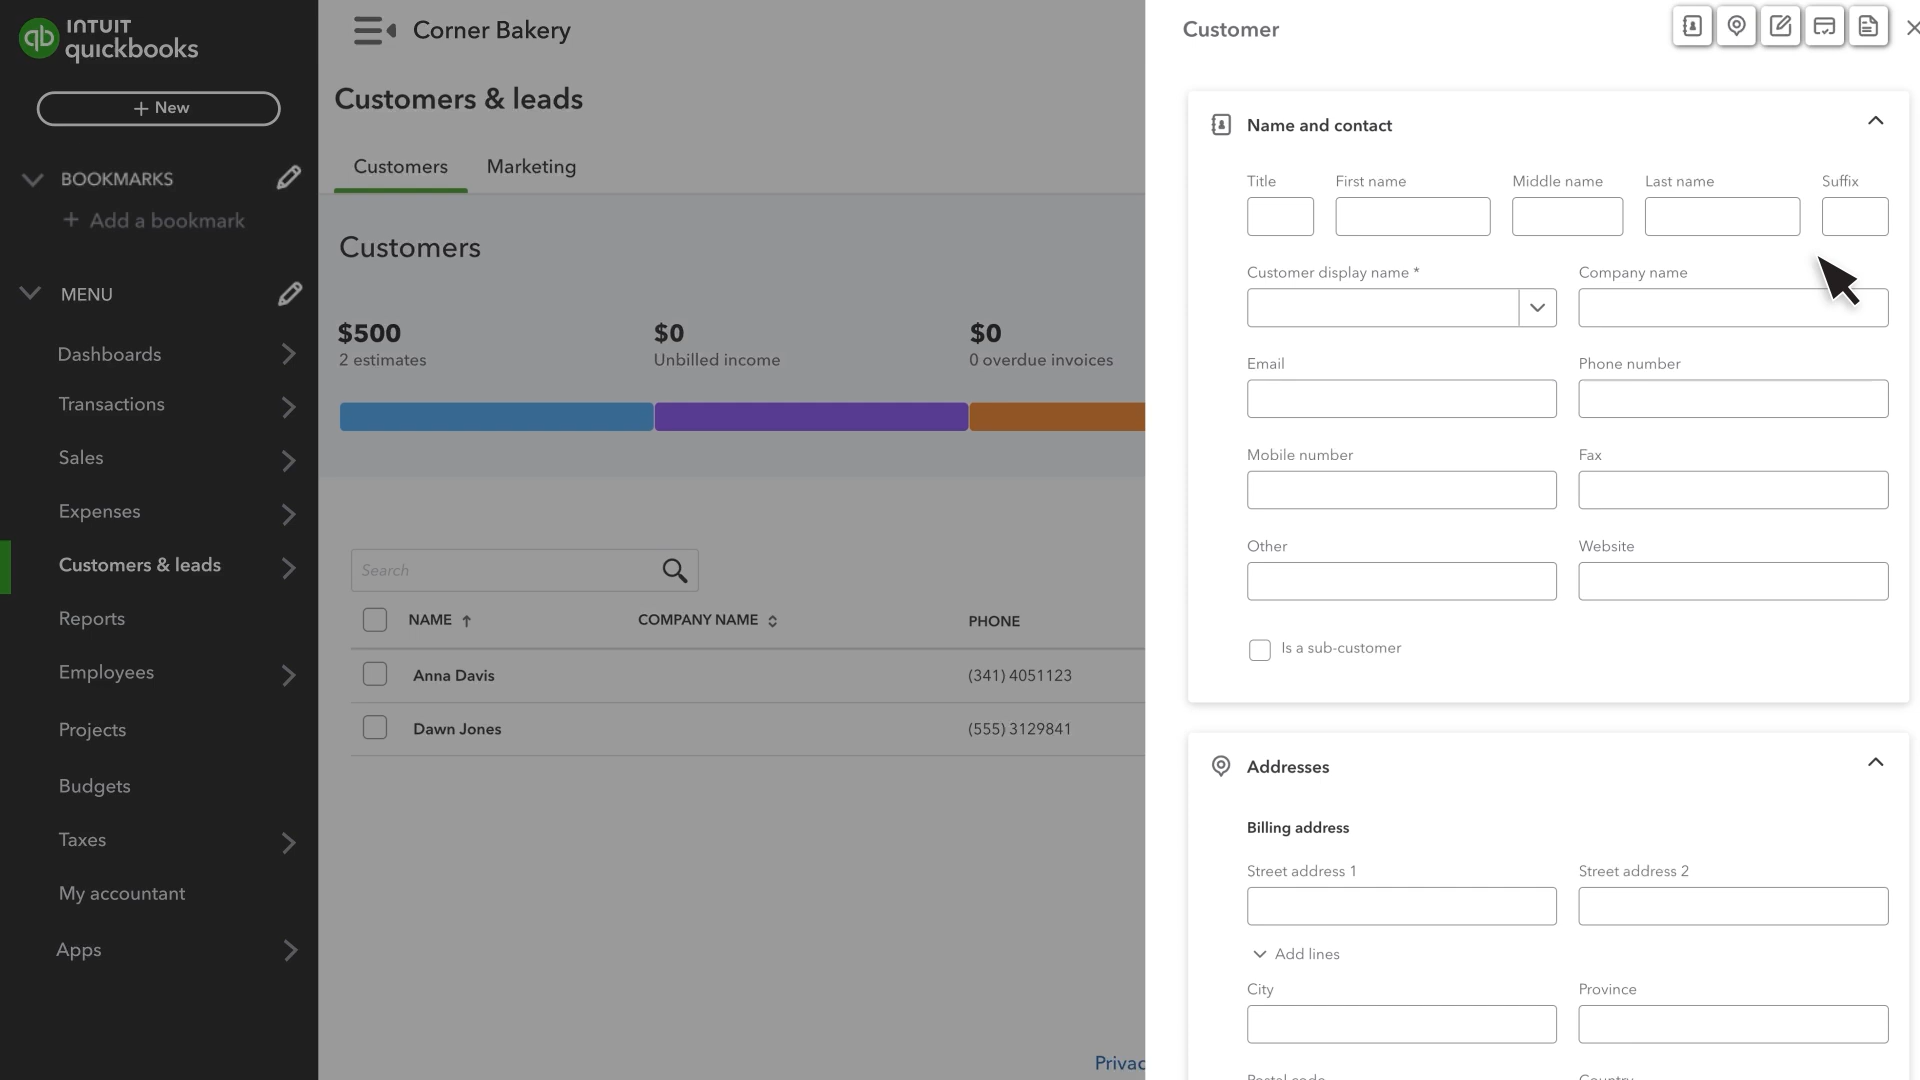 INTUIT
quickbooks
+ New
BOOKMARKS
+ Add a bookmark
MENU
Dashboards
Transactions
Sales
Expenses
Customers & leads
Reports
Employees
Projects
Budgets
Taxes
My accountant
Apps
Corner Bakery
Customers & leads
Customers Marketing
Customers
$500 $0 $0
2 estimates Unbilled income 0 overdue invoices
Search
NAME COMPANY NAME PHONE
Anna Davis (341) 4051123
Dawn Jones (555) 3129841
Privac
Customer
Name and contact
Title First name Middle name Last name Suffix
Customer display name * Company name
Email Phone number
Mobile number Fax
Other Website
Is a sub-customer
Addresses
Billing address
Street address 1 Street address 2
Add lines
City Province
Postal code Country